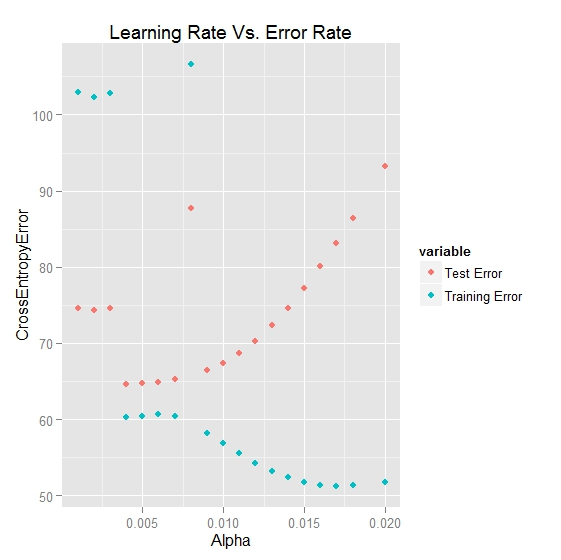 Learning Rate Vs. Error Rate
CrossEntropyError
100
90
80
70
60
50
0.005 0.010 0.015 0.020
Alpha
variable
Test Error
Training Error